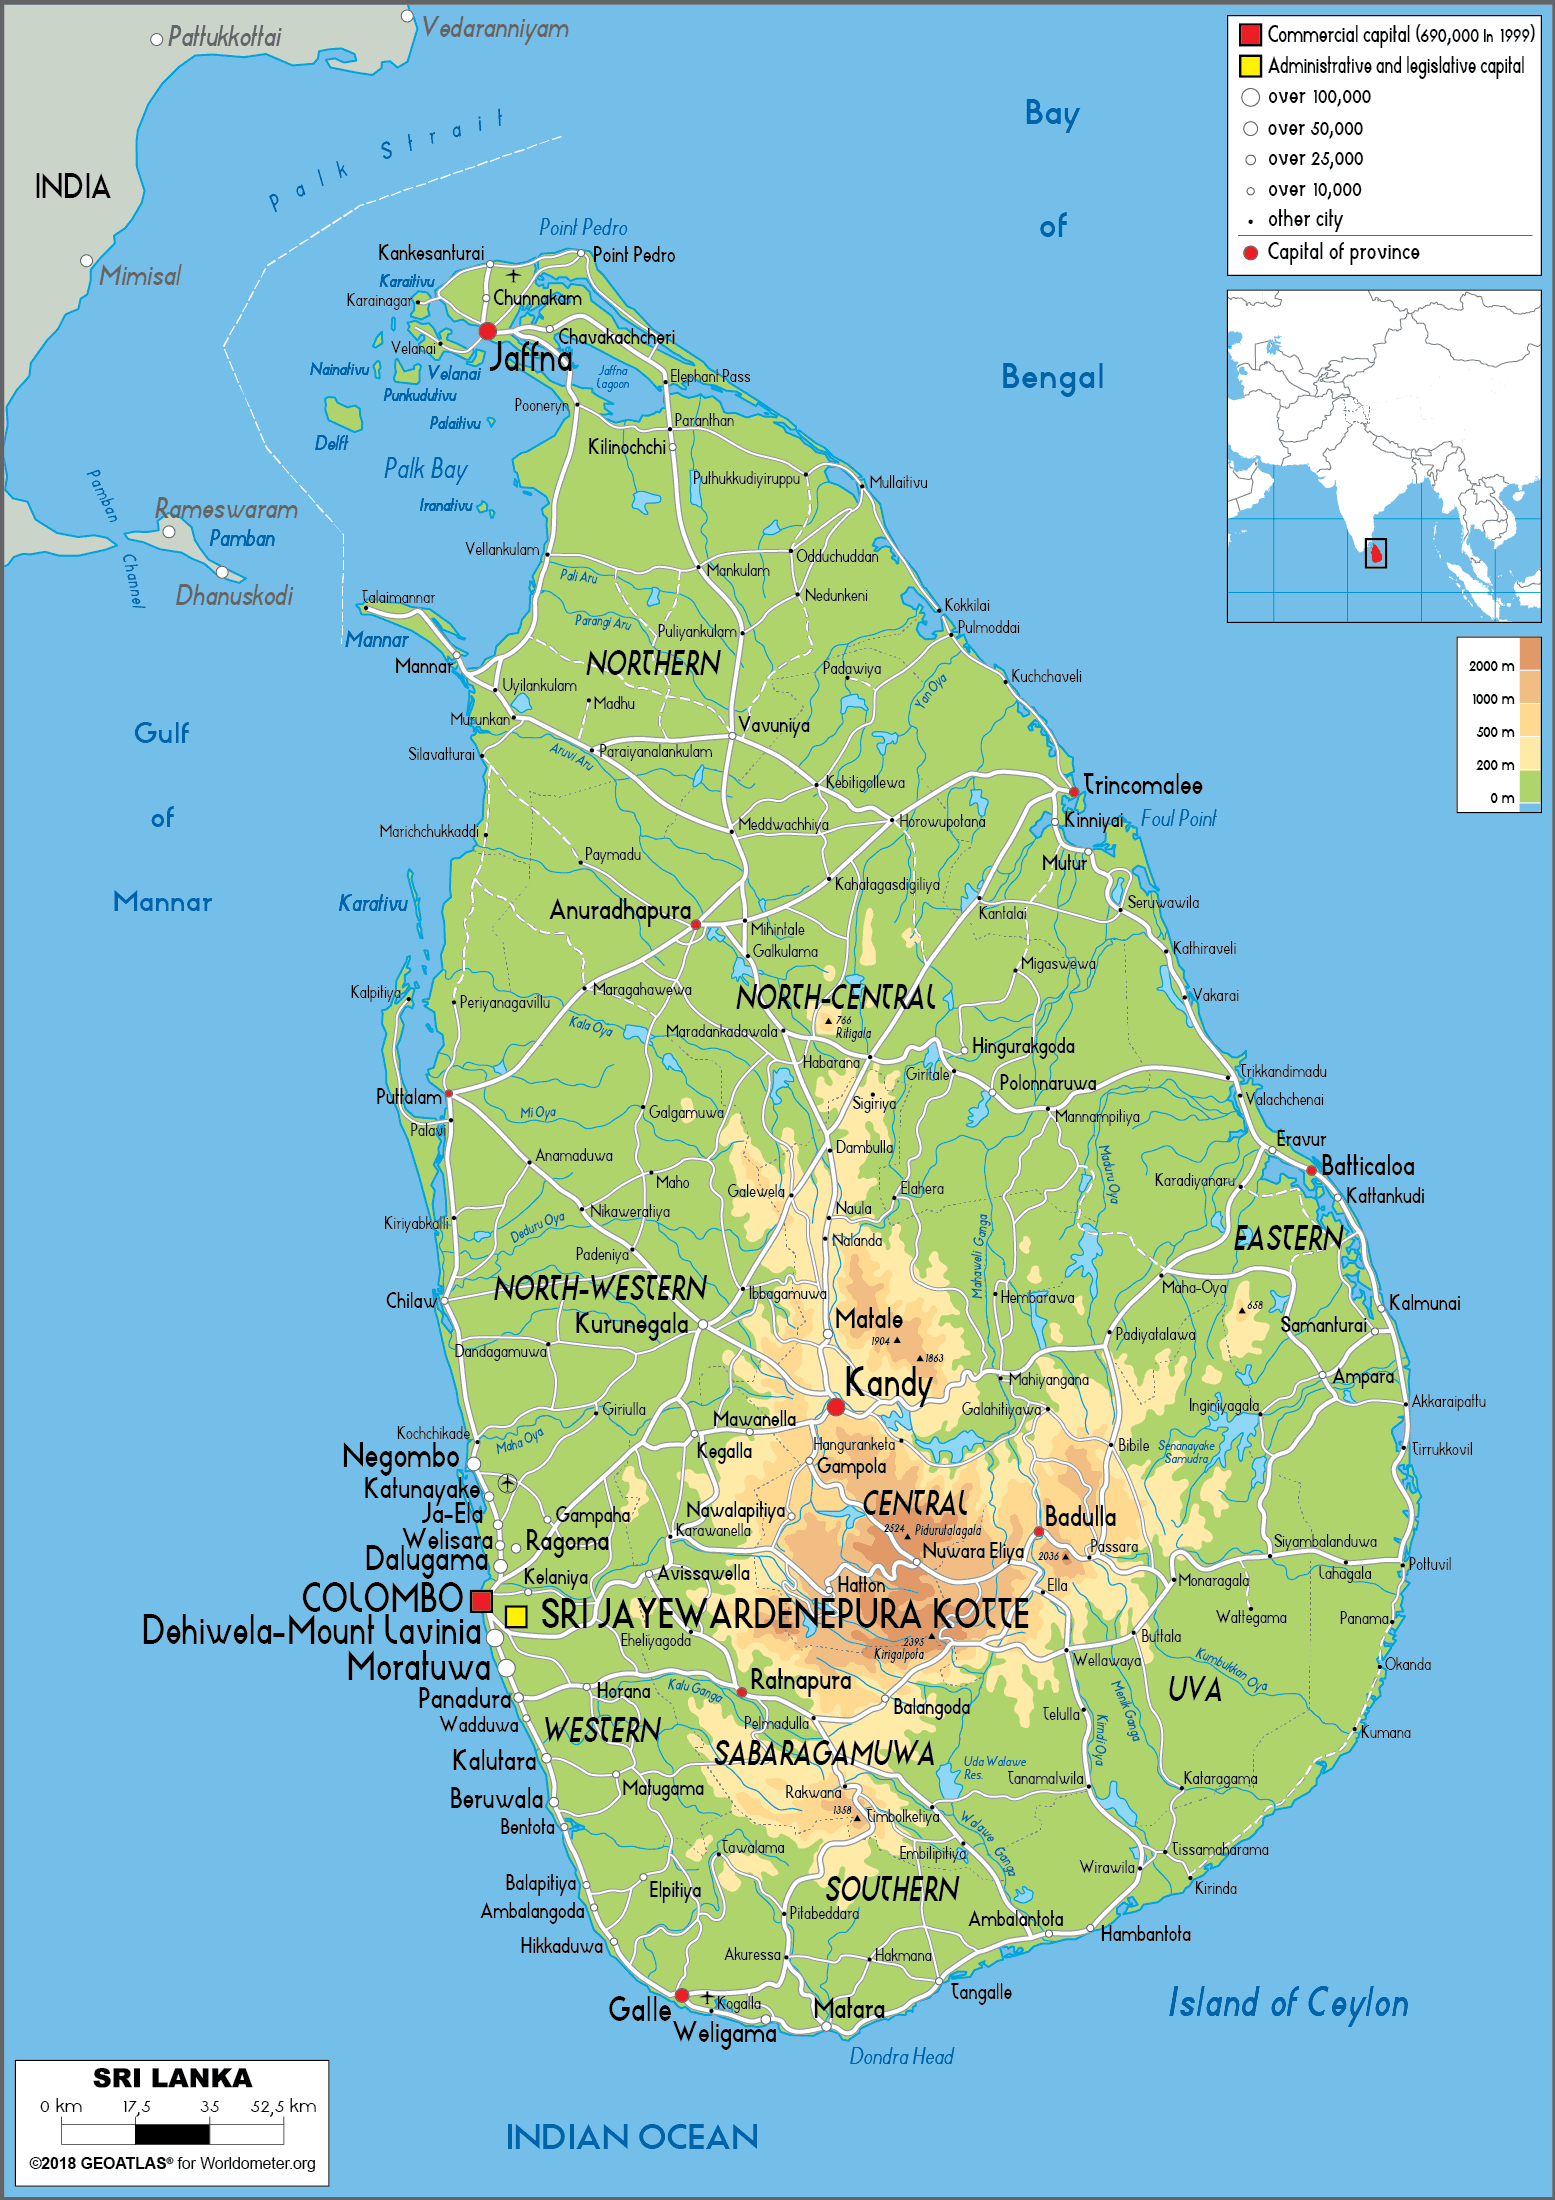 Pattukkottai
Vedaranniyam
Commercial capital (690,000 in 1999)
Administrative and legislative capital
over 100,000
over 50,000
over 25,000
over 10,000
other city
Capital of province
Bay
of
Bengal
Palk Strait
INDIA
Mimisal
Point Pedro
Kankesanturai
Point Pedro
Karaitivu
Karainagar
Chunnakam
Chavakachcheri
Velanai
Jaffna
Nainativu
Velanai
Jaffna
Lagoon
Elephant Pass
Punkudutivu
Pooneryn
Palaitivu
Paranthan
Delft
Kilinochchi
Palk Bay
Puthukkudiyiruppu
Mullaitivu
Pamban
Channel
Rameswaram
Iranativu
Pamban
Vellankulam
Odduchuddan
Dhanuskodi
Pali Aru
Mankulam
Talaimannar
Nedunkeni
Kokkilai
Parangi Aru
Puliyankulam
Pulmoddai
Mannar
Mannar
NORTHERN
Padawiya
Kuchchaveli
Uyilankulam
Yan Oya
Madhu
Murunkan
Vavuniya
Silavatturai
Aruvi Aru
Paraiyanalankulam
2000 m
1000 m
500 m
200 m
0 m
Gulf
of
Mannar
Kebitigollewa
Trincomalee
Marichchukkaddi
Meddwachhiya
Horowupotana
Kinniyai
Foul Point
Paymadu
Mutur
Karativu
Kahatagasdigiliya
Anuradhapura
Kantalai
Seruwawila
Mihintale
Galkulama
Kathiraveli
Migaswewa
Kalpitiya
Periyanagavillu
Maragahawewa
NORTH-CENTRAL
Vakarai
Kala Oya
Maradankadawala
766
Ritigala
Habarana
Hingurakgoda
Giritale
Polonnaruwa
Trikkandimadu
Puttalam
Sigiriya
Valachchenai
Mi Oya
Galgamuwa
Mannampitiya
Palavi
Eravur
Anamaduwa
Dambulla
Maduru Oya
Batticaloa
Maho
Galewela
Elahera
Karadiyanaru
Kattankudi
Kiriyabkalli
Nikaweratiya
Naula
Deduru Oya
Nalanda
EASTERN
Padeniya
Mahaweli Ganga
NORTH-WESTERN
Ibbagamuwa
Hembarawa
Maha-Oya
Chilaw
658
Kalmunai
Kurunegala
Matale
Samanturai
Padiyatalawa
1904
Dandagamuwa
1863
Kandy
Mahiyangana
Ampara
Giriulla
Galahitiyawa
Inginiyagala
Akkaraipattu
Mawanella
Kochchikade
Maha Oya
Kegalla
Hanguranketa
Bibile
Senanayake
Samudra
Tirrukkovil
Negombo
Gampola
Katunayake
Ja-Ela
Gampaha
Nawalapitiya
CENTRAL
Badulla
Welisara
Ragoma
Karawanella
2524
Pidurutalagala
Dalugama
Nuwara Eliya
2036
Passara
Siyambalanduwa
Kelaniya
Avissawella
Hatton
Ella
Monaragala
Lahagala
Pottuvil
COLOMBO
SRI JAYEWARDENEPURA KOTTE
Wattegama
Panama
Dehiwela-Mount Lavinia
Eheliyagoda
2395
Kirigalpota
Buttala
Moratuwa
Wellawaya
Kumbukkan Oya
Okanda
Panadura
Horana
Kalu Ganga
Ratnapura
UVA
Wadduwa
WESTERN
Pelmadulla
Balangoda
Telulla
Kirndi Oya
Menik Ganga
Kumana
Kalutara
SABARAGAMUWA
Matugama
Uda Walawe
Res.
Tanamalwila
Kataragama
Beruwala
Rakwana
1358
Timbolketiya
Walawe Ganga
Bentota
Tawalama
Embilipitiya
Tissamaharama
Wirawila
Balapitiya
Elpitiya
SOUTHERN
Kirinda
Ambalangoda
Pitabeddara
Ambalantota
Hambantota
Hikkaduwa
Akuressa
Hakmana
Galle
Kogalla
Matara
Tangalle
Weligama
Island of Ceylon
Dondra Head
SRI LANKA
0 km 17,5 35 52,5 km
©2018 GEOATLAS® for Worldometer.org
INDIAN OCEAN